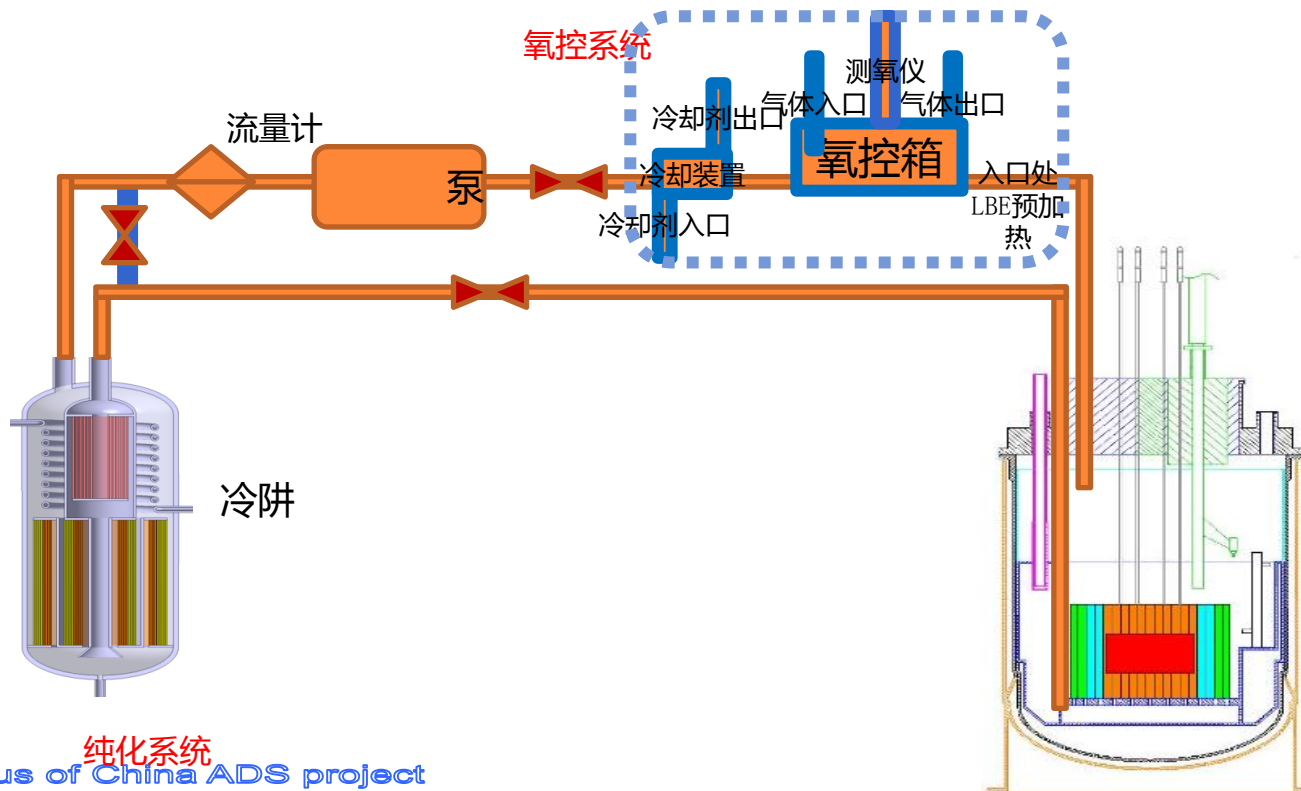 氧控系统
测氧仪
气体入口
气体出口
冷却剂出口
流量计
氧控箱
泵
冷却装置
入口处
LBE预加
热
冷却剂入口
冷阱
纯化系统
us of China ADS project